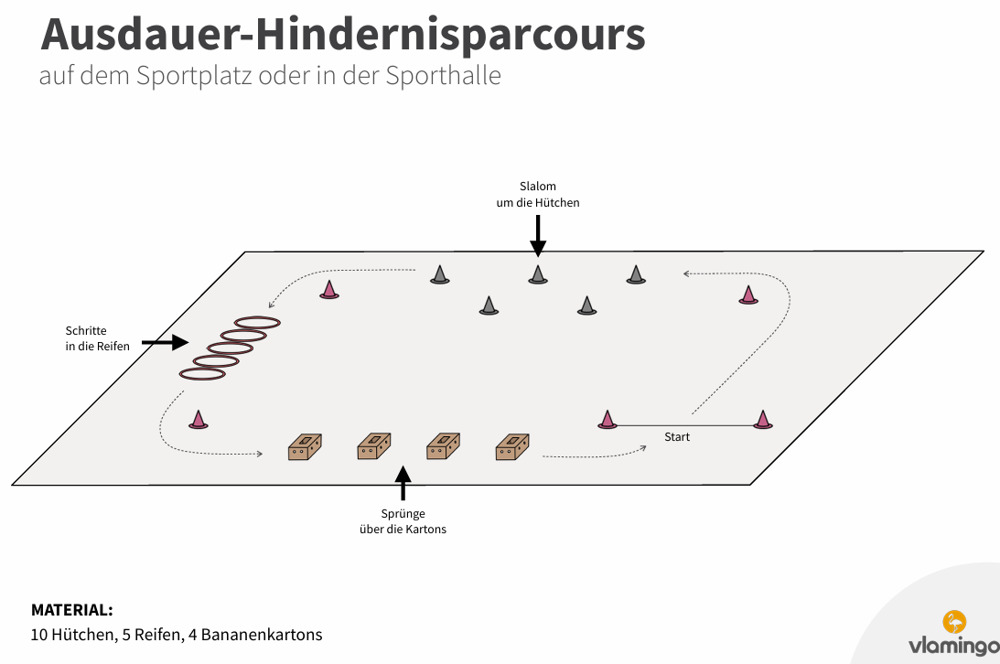 Ausdauer-Hindernisparcours
auf dem Sportplatz oder in der Sporthalle
Slalom
um die Hütchen
Schritte
in die Reifen
Start
Sprünge
über die Kartons
MATERIAL:
10 Hütchen, 5 Reifen, 4 Bananenkartons
vlamingo